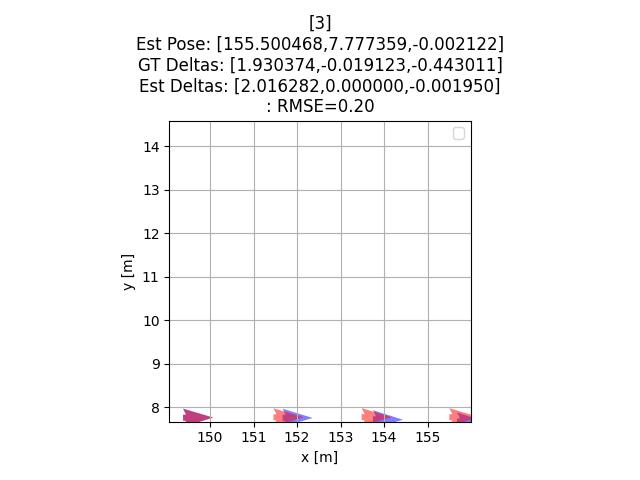 [3]
Est Pose: [155.500468,7.777359,-0.002122]
GT Deltas: [1.930374,-0.019123,-0.443011]
Est Deltas: [2.016282,0.000000,-0.001950]
: RMSE=0.20
14
13
12
11
10
9
8
y [m]
150 151 152 153 154 155
x [m]